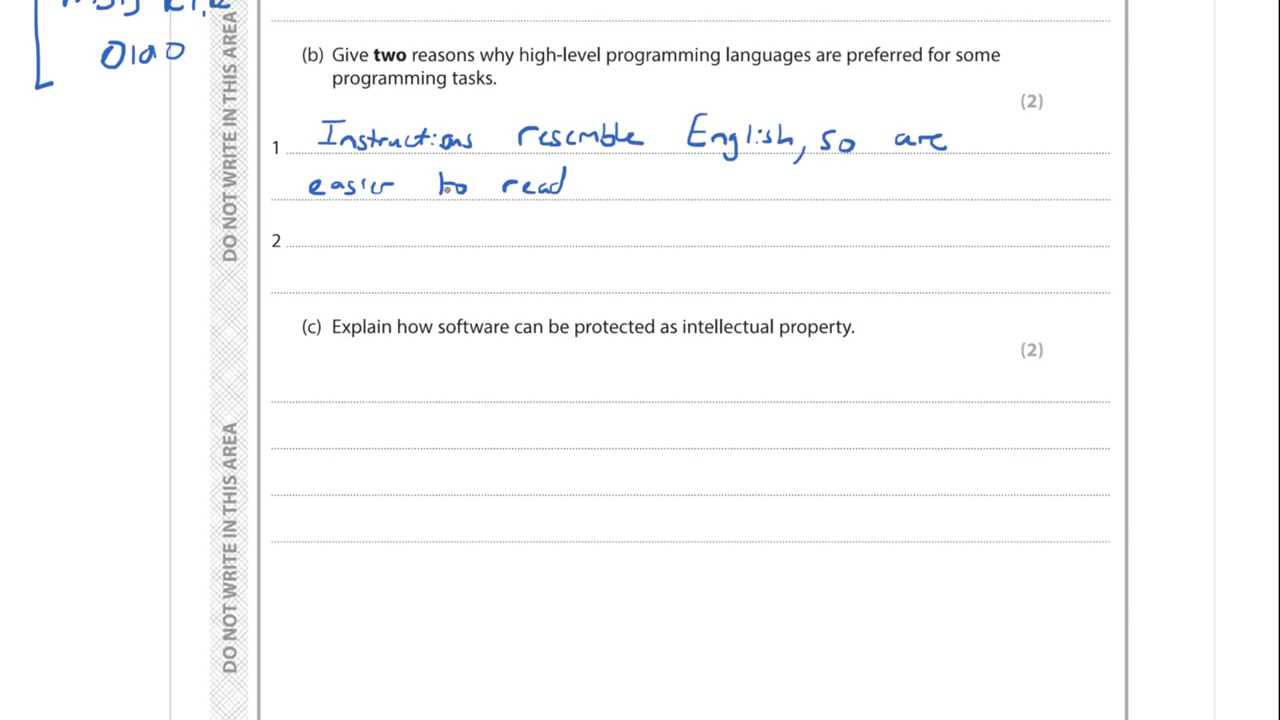 0100
(b) Give two reasons why high-level programming languages are preferred for some
programming tasks.
(2)
1 Instructions resemble English, so are
easier to read
2
(c) Explain how software can be protected as intellectual property.
(2)
DO NOT WRITE IN THIS AREA
DO NOT WRITE IN THIS AREA